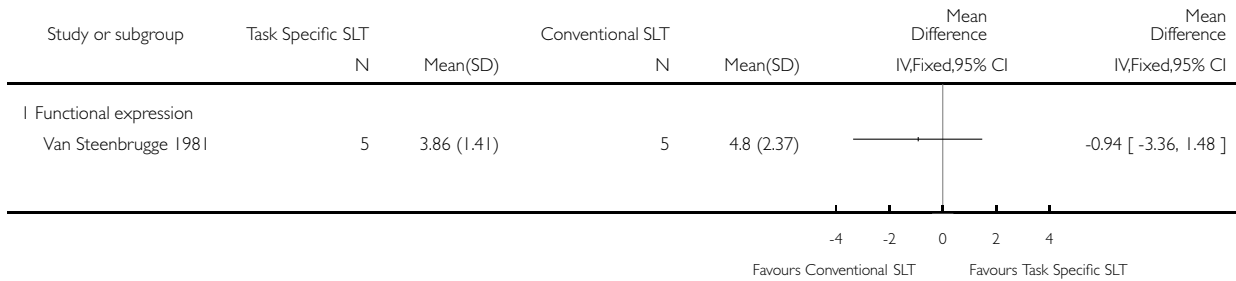 Study or subgroup Task Specific SLT Conventional SLT Mean Difference Mean Difference
N Mean(SD) N Mean(SD) IV,Fixed,95% CI IV,Fixed,95% CI
1 Functional expression
Van Steenbrugge 1981 5 3.86 (1.41) 5 4.8 (2.37) -0.94 [ -3.36, 1.48 ]
-4 -2 0 2 4
Favours Conventional SLT Favours Task Specific SLT